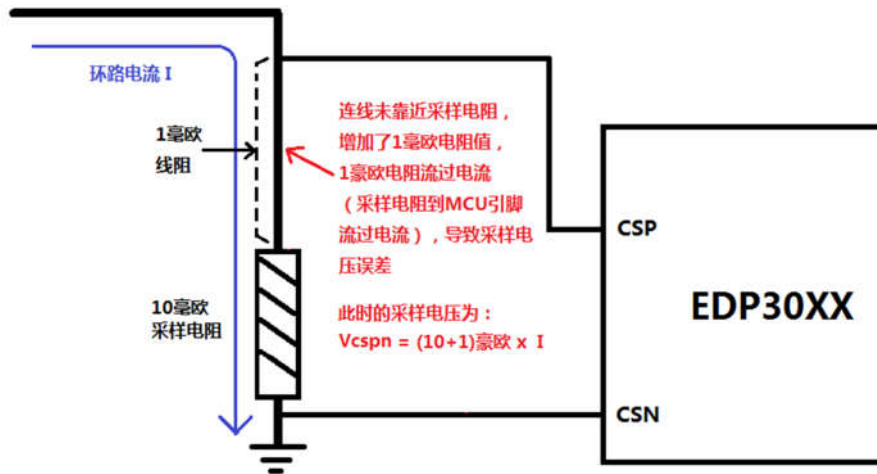 环路电流 I
1毫欧
线阻
连线未靠近采样电阻，
增加了1毫欧电阻值，
1豪欧电阻流过电流
（采样电阻到MCU引脚
流过电流），导致采样电
压误差
CSP
EDP30XX
10毫欧
采样电阻
此时的采样电压为：
Vcspn = (10+1)豪欧 x I
CSN